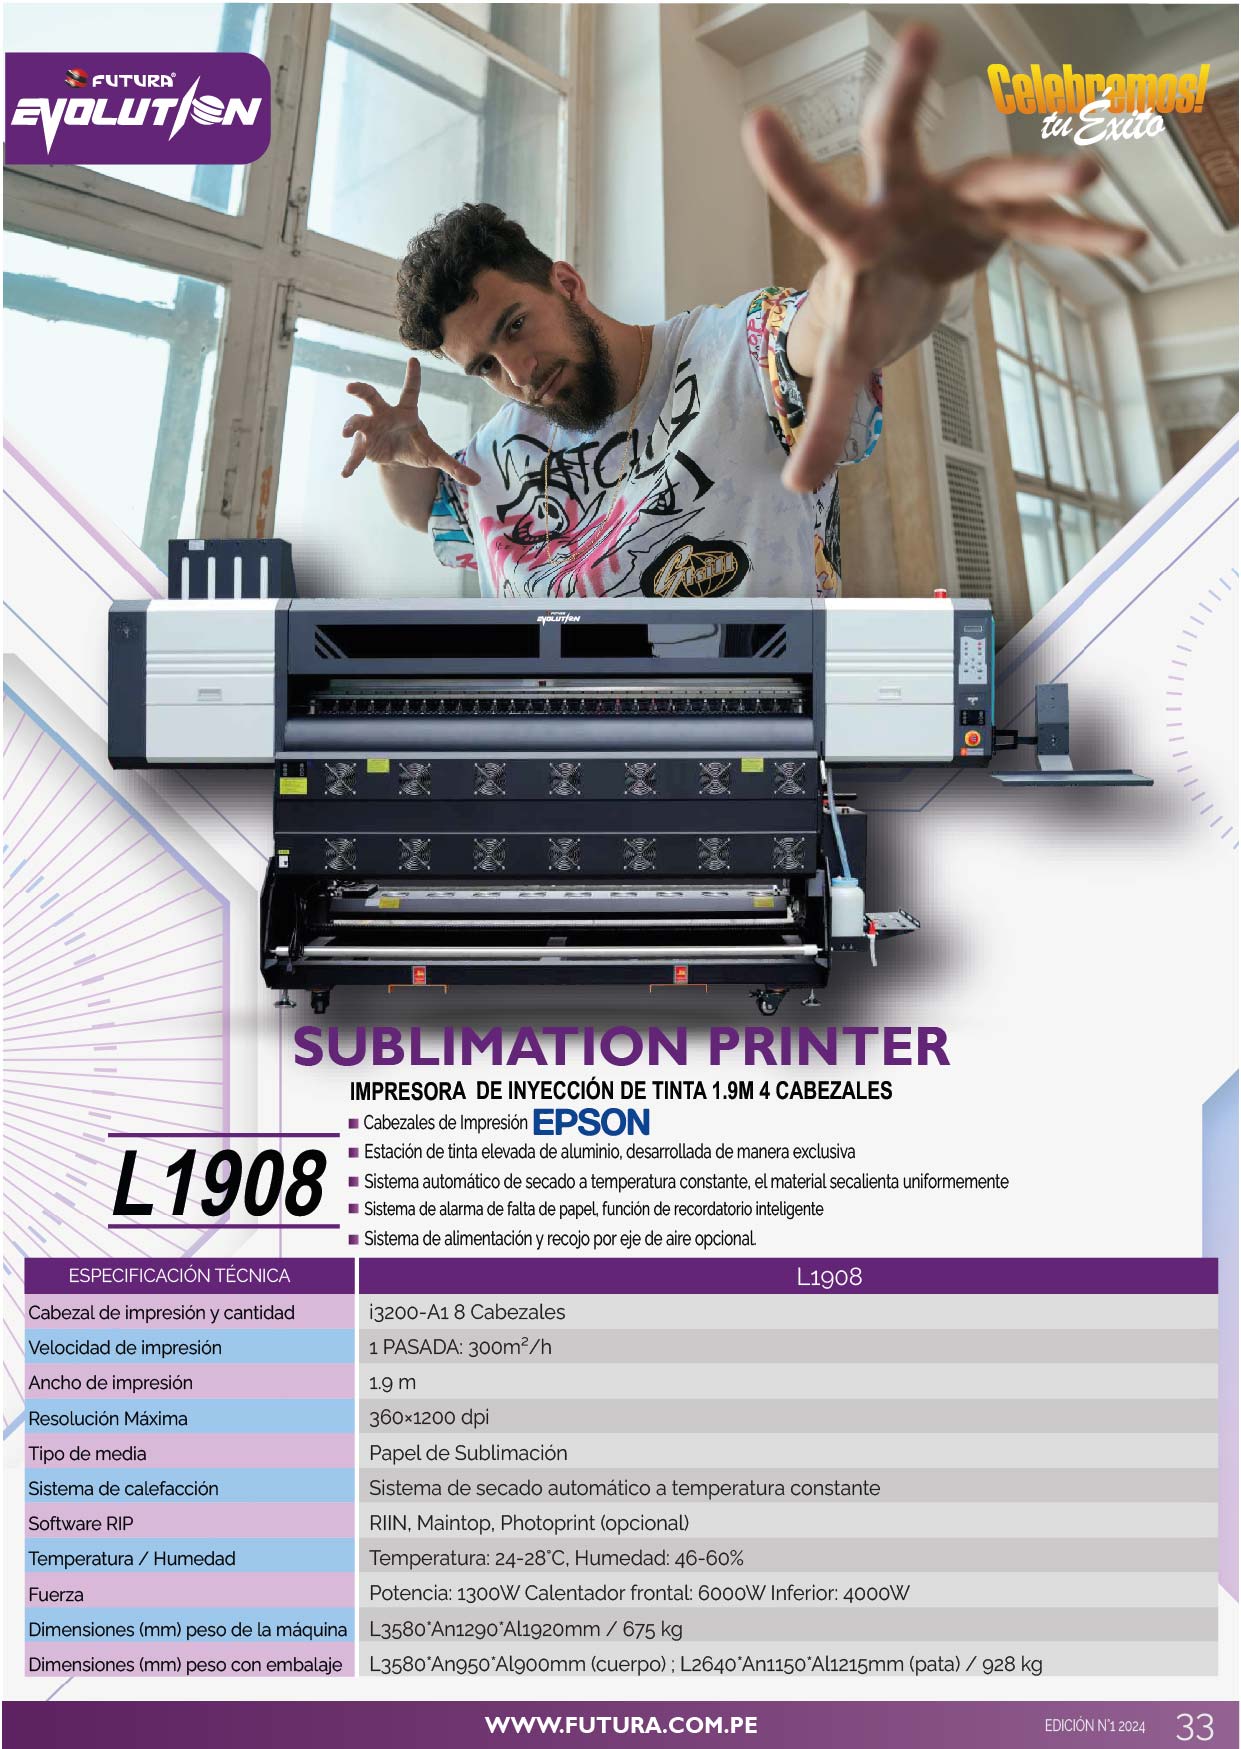 FUTURA®
EVOLUTION
Celebremos!
tu Éxito
FUTURA
EVOLUTION
SUBLIMATION PRINTER
IMPRESORA DE INYECCIÓN DE TINTA 1.9M 4 CABEZALES
L1908
Cabezales de Impresión EPSON
Estación de tinta elevada de aluminio, desarrollada de manera exclusiva
Sistema automático de secado a temperatura constante, el material secalienta uniformemente
Sistema de alarma de falta de papel, función de recordatorio inteligente
Sistema de alimentación y recojo por eje de aire opcional.
ESPECIFICACIÓN TÉCNICA L1908
Cabezal de impresión y cantidad i3200-A1 8 Cabezales
Velocidad de impresión 1 PASADA: 300m²/h
Ancho de impresión 1.9 m
Resolución Máxima 360×1200 dpi
Tipo de media Papel de Sublimación
Sistema de calefacción Sistema de secado automático a temperatura constante
Software RIP RIIN, Maintop, Photoprint (opcional)
Temperatura / Humedad Temperatura: 24-28°C, Humedad: 46-60%
Fuerza Potencia: 1300W Calentador frontal: 6000W Inferior: 4000W
Dimensiones (mm) peso de la máquina L3580*An1290*Al1920mm / 675 kg
Dimensiones (mm) peso con embalaje L3580*An950*Al900mm (cuerpo) ; L2640*An1150*Al1215mm (pata) / 928 kg
WWW.FUTURA.COM.PE
EDICIÓN N°1 2024 33